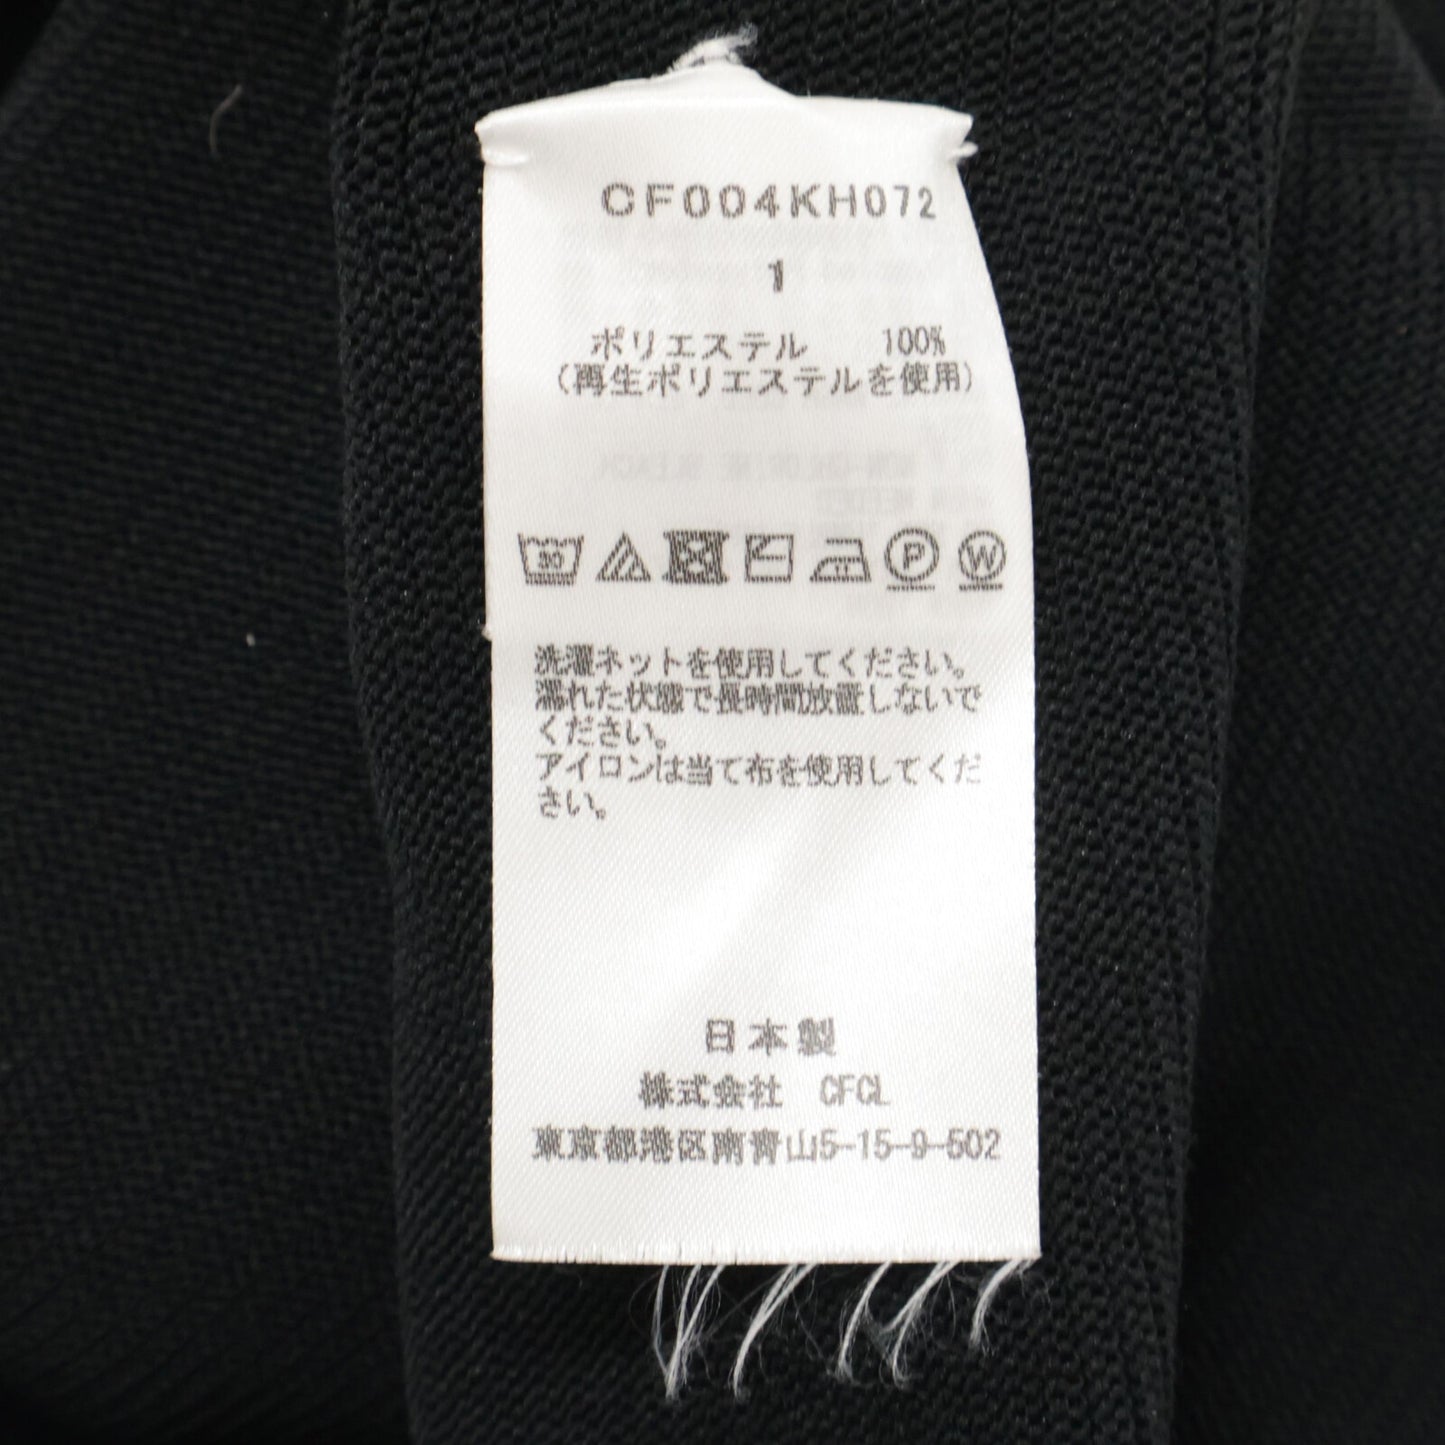 CF004KH072
1
ポリエステル 100%
(再生ポリエステルを使用)
30
P
W
洗濯ネットを使用してください。
濡れた状態で長時間放置しないで
ください。
アイロンは当て布を使用してくだ
さい。
日本製
株式会社 CFCL
東京都港区南青山5-15-9-502